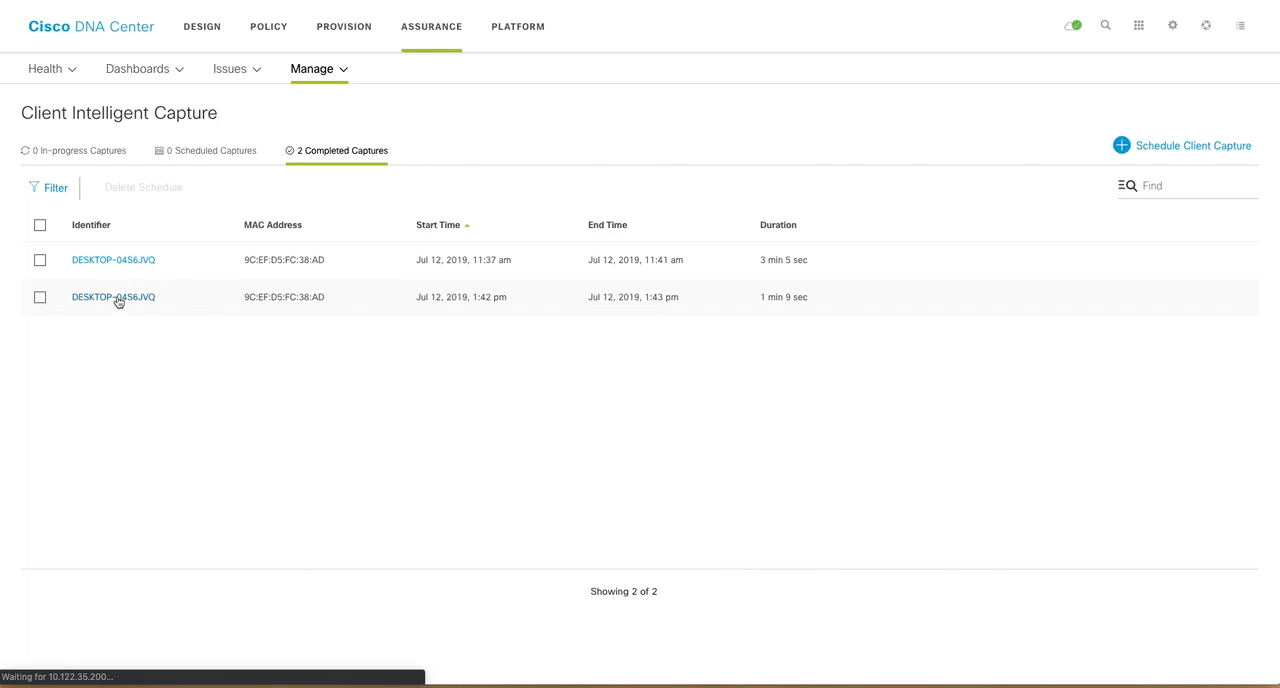 Cisco DNA Center DESIGN POLICY PROVISION ASSURANCE PLATFORM
Health Dashboards Issues Manage
Client Intelligent Capture
0 In-progress Captures 0 Scheduled Captures 2 Completed Captures Schedule Client Capture
Filter Delete Schedule Find
Identifier MAC Address Start Time End Time Duration
DESKTOP-04S6JVQ 9C:EF:D5:FC:38:AD Jul 12, 2019, 11:37 am Jul 12, 2019, 11:41 am 3 min 5 sec
DESKTOP-04S6JVQ 9C:EF:D5:FC:38:AD Jul 12, 2019, 1:42 pm Jul 12, 2019, 1:43 pm 1 min 9 sec
Showing 2 of 2
Waiting for 10.122.35.200...